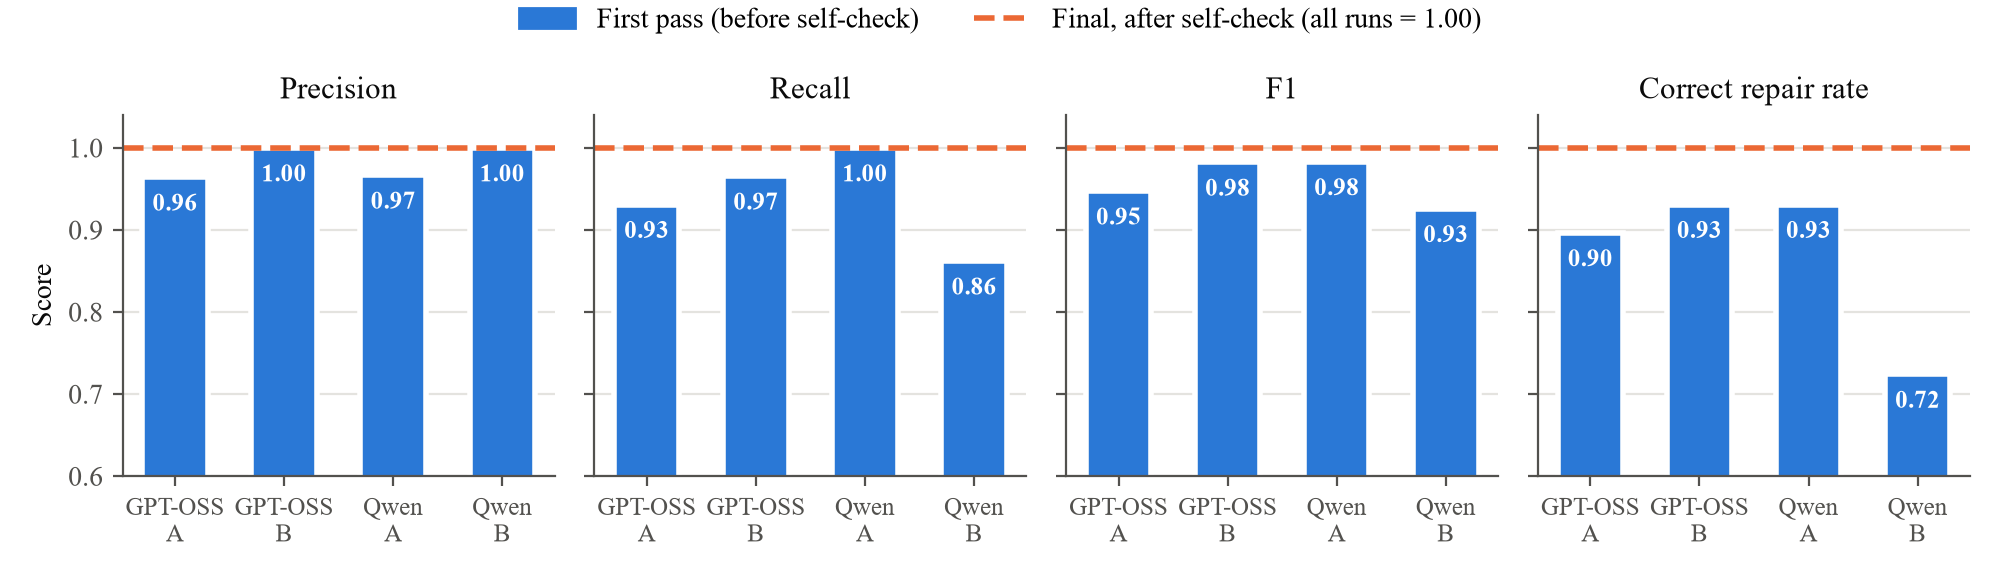 First pass (before self-check) Final, after self-check (all runs = 1.00)
Precision Recall F1 Correct repair rate
Score
1.0
0.9
0.8
0.7
0.6
0.96 1.00 0.97 1.00
GPT-OSS A GPT-OSS B Qwen A Qwen B
0.93 0.97 1.00 0.86
GPT-OSS A GPT-OSS B Qwen A Qwen B
0.95 0.98 0.98 0.93
GPT-OSS A GPT-OSS B Qwen A Qwen B
0.90 0.93 0.93 0.72
GPT-OSS A GPT-OSS B Qwen A Qwen B